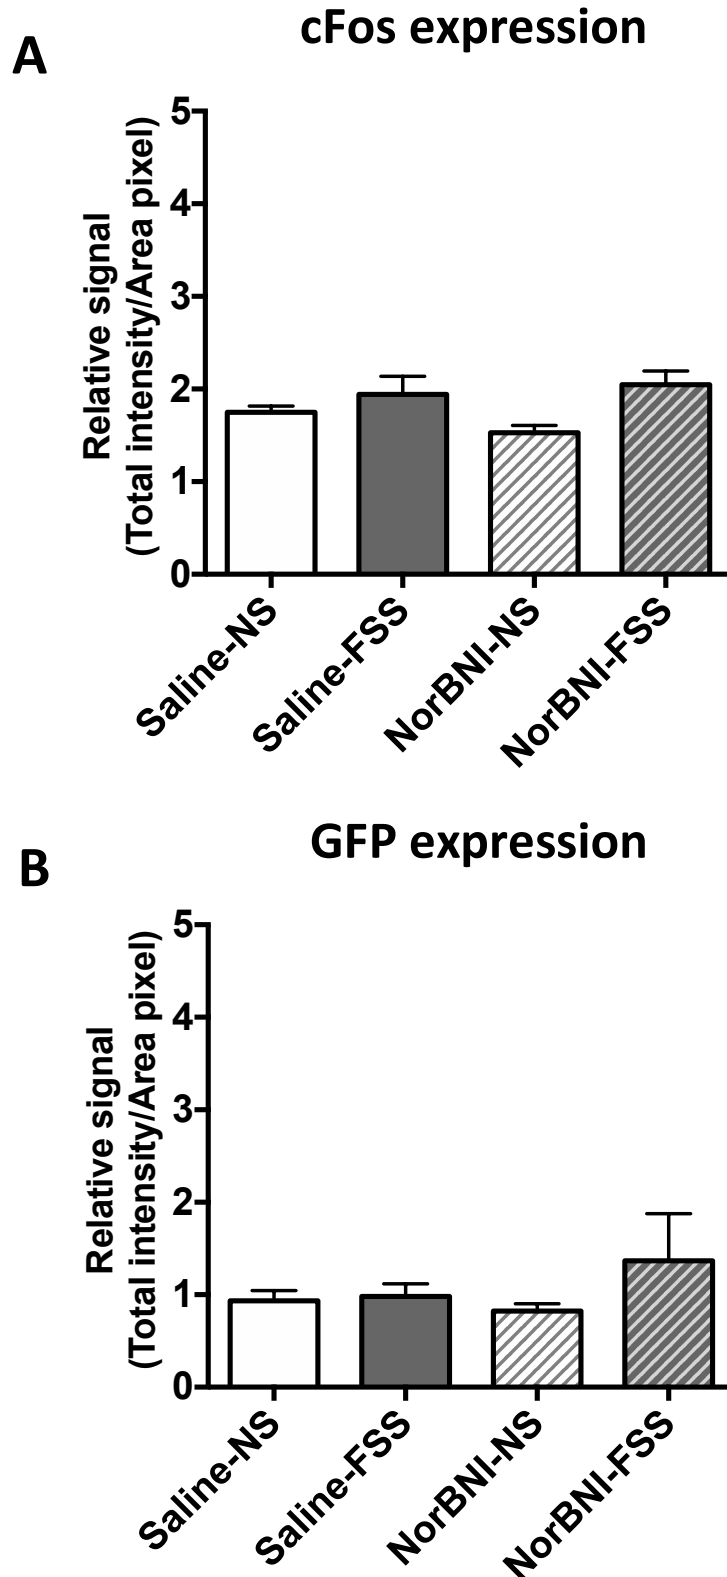 cFos expression
A
Relative signal
(Total intensity/Area pixel)
5
4
3
2
1
0
Saline-NS
Saline-FSS
NorBNI-NS
NorBNI-FSS
GFP expression
B
Relative signal
(Total intensity/Area pixel)
5
4
3
2
1
0
Saline-NS
Saline-FSS
NorBNI-NS
NorBNI-FSS